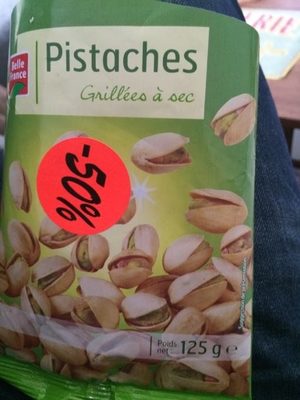 Belle
France
Pistaches
Grillées à sec
-50%
Poids
net:
125 g e